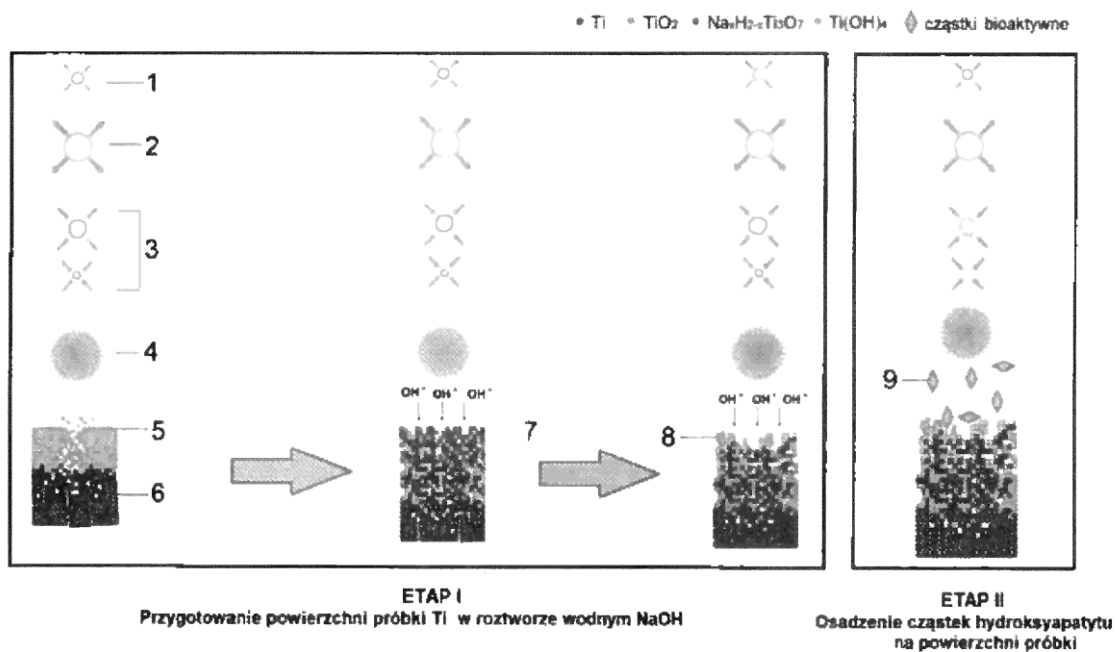 Ti TiO₂ NaₓH₂₋ₓTi₃O₇ Ti(OH)₄ cząstki bioaktywne
1
2
3
4
OH⁻ OH⁻ OH⁻
OH⁻ OH⁻ OH⁻
9
5
7
8
6
ETAP I
Przygotowanie powierzchni próbki Ti w roztworze wodnym NaOH
ETAP II
Osadzenie cząstek hydroksyapatytu
na powierzchni próbki